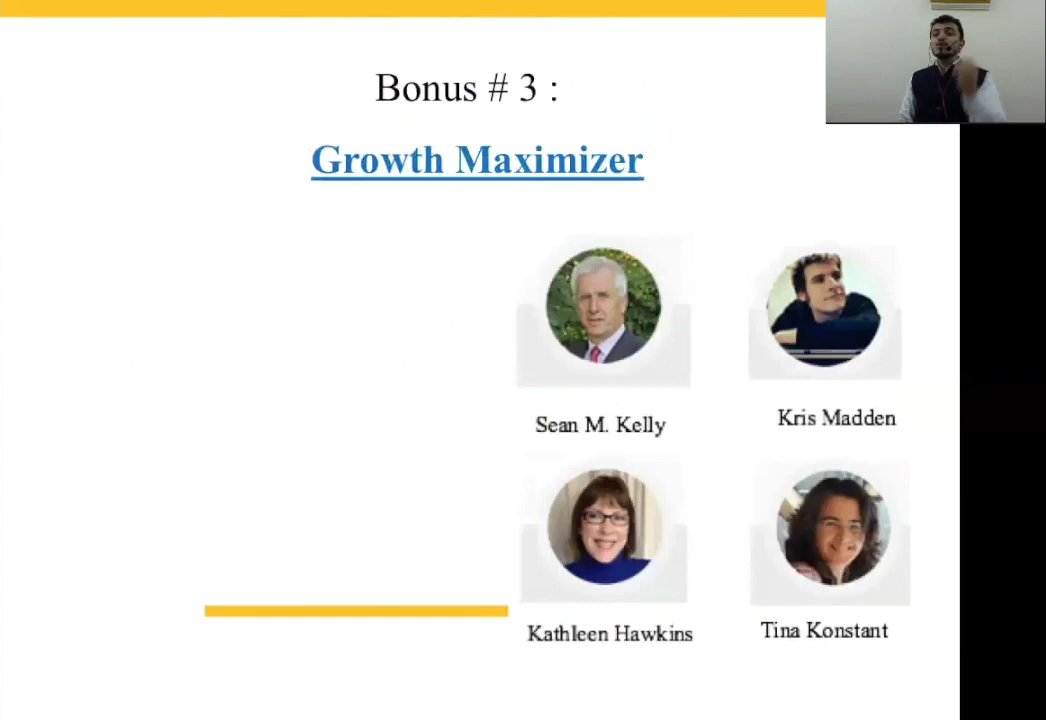 Bonus # 3 :
Growth Maximizer
Sean M. Kelly
Kris Madden
Kathleen Hawkins
Tina Konstant